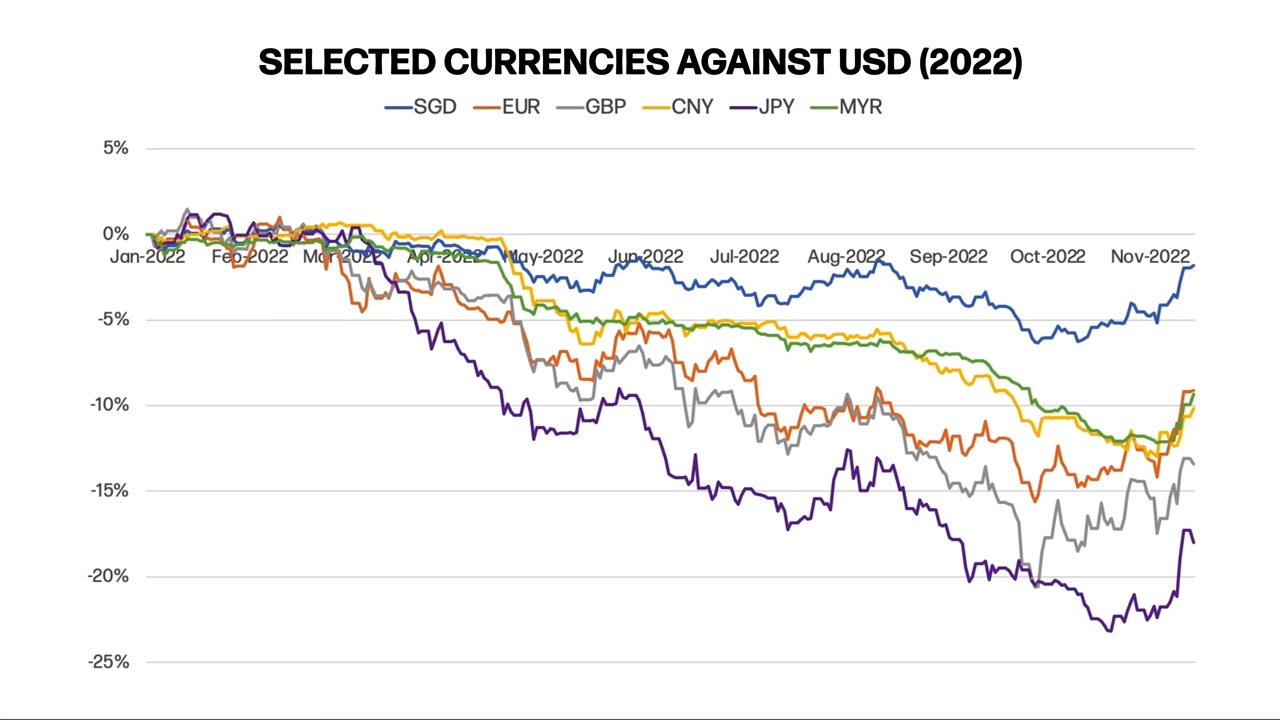 SELECTED CURRENCIES AGAINST USD (2022)
SGD EUR GBP CNY JPY MYR
5%
0%
Jan-2022 Feb-2022 Mar-2022 Apr-2022 May-2022 Jun-2022 Jul-2022 Aug-2022 Sep-2022 Oct-2022 Nov-2022
-5%
-10%
-15%
-20%
-25%